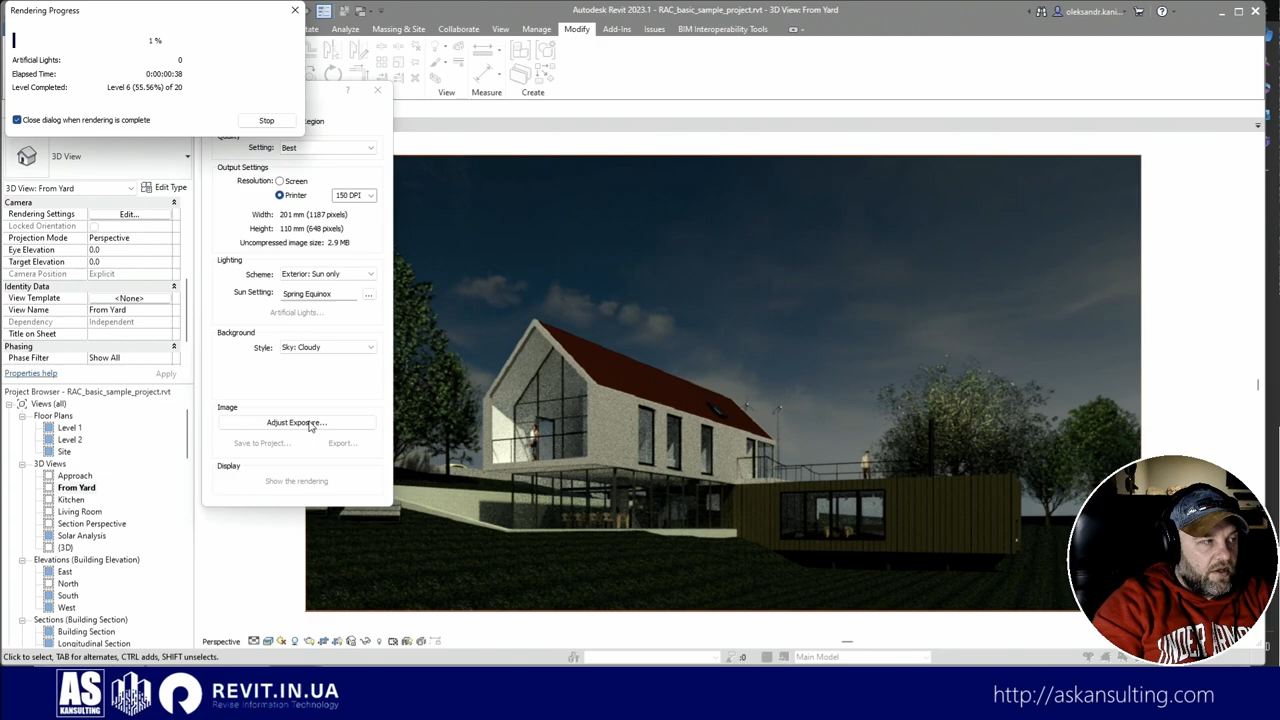 Rendering Progress
1 %
Artificial Lights: 0
Elapsed Time: 0:00:00:38
Level Completed: Level 6 (55.56%) of 20
Close dialog when rendering is complete
Stop
Autodesk Revit 2023.1 - RAC_basic_sample_project.rvt - 3D View: From Yard
oleksandr.kani...
Analyze
Massing & Site
Collaborate
View
Manage
Modify
Add-Ins
Issues
BIM Interoperability Tools
View
Measure
Create
?
Region
Setting: Best
Output Settings
Resolution: Screen
Printer 150 DPI
Width: 201 mm (1187 pixels)
Height: 110 mm (648 pixels)
Uncompressed image size: 2.9 MB
Lighting
Scheme: Exterior: Sun only
Sun Setting: Spring Equinox ...
Artificial Lights...
Background
Style: Sky: Cloudy
Image
Adjust Exposure...
Save to Project... Export...
Display
Show the rendering
3D View
3D View: From Yard Edit Type
Camera
Rendering Settings Edit...
Locked Orientation
Projection Mode Perspective
Eye Elevation 0.0
Target Elevation 0.0
Camera Position Explicit
Identity Data
View Template <None>
View Name From Yard
Dependency Independent
Title on Sheet
Phasing
Phase Filter Show All
Properties help Apply
Project Browser - RAC_basic_sample_project.rvt
Views (all)
Floor Plans
Level 1
Level 2
Site
3D Views
Approach
From Yard
Kitchen
Living Room
Section Perspective
Solar Analysis
{3D}
Elevations (Building Elevation)
East
North
South
West
Sections (Building Section)
Building Section
Longitudinal Section
Perspective
Click to select, TAB for alternates, CTRL adds, SHIFT unselects.
:0
Main Model
UNDER
AS
KANSULTING
REVIT.IN.UA
Revise Information Technology
http://askansulting.com